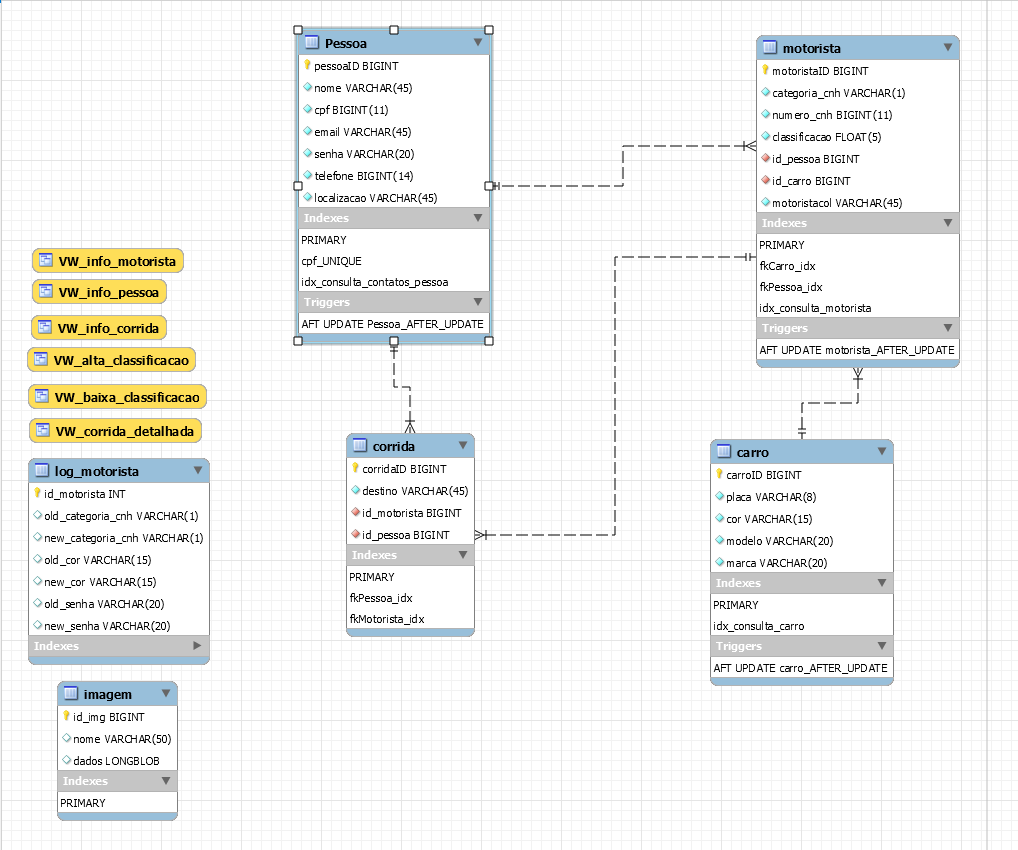 Pessoa
pessoaID BIGINT
nome VARCHAR(45)
cpf BIGINT(11)
email VARCHAR(45)
senha VARCHAR(20)
telefone BIGINT(14)
localizacao VARCHAR(45)
Indexes
PRIMARY
cpf_UNIQUE
idx_consulta_contatos_pessoa
Triggers
AFT UPDATE Pessoa_AFTER_UPDATE
motorista
motoristaID BIGINT
categoria_cnh VARCHAR(1)
numero_cnh BIGINT(11)
classificacao FLOAT(5)
id_pessoa BIGINT
id_carro BIGINT
motoristacol VARCHAR(45)
Indexes
PRIMARY
fkCarro_idx
fkPessoa_idx
idx_consulta_motorista
Triggers
AFT UPDATE motorista_AFTER_UPDATE
VW_info_motorista
VW_info_pessoa
VW_info_corrida
VW_alta_classificacao
VW_baixa_classificacao
VW_corrida_detalhada
log_motorista
id_motorista INT
old_categoria_cnh VARCHAR(1)
new_categoria_cnh VARCHAR(1)
old_cor VARCHAR(15)
new_cor VARCHAR(15)
old_senha VARCHAR(20)
new_senha VARCHAR(20)
Indexes
corrida
corridaID BIGINT
destino VARCHAR(45)
id_motorista BIGINT
id_pessoa BIGINT
Indexes
PRIMARY
fkPessoa_idx
fkMotorista_idx
carro
carroID BIGINT
placa VARCHAR(8)
cor VARCHAR(15)
modelo VARCHAR(20)
marca VARCHAR(20)
Indexes
PRIMARY
idx_consulta_carro
Triggers
AFT UPDATE carro_AFTER_UPDATE
imagem
id_img BIGINT
nome VARCHAR(50)
dados LONGBLOB
Indexes
PRIMARY